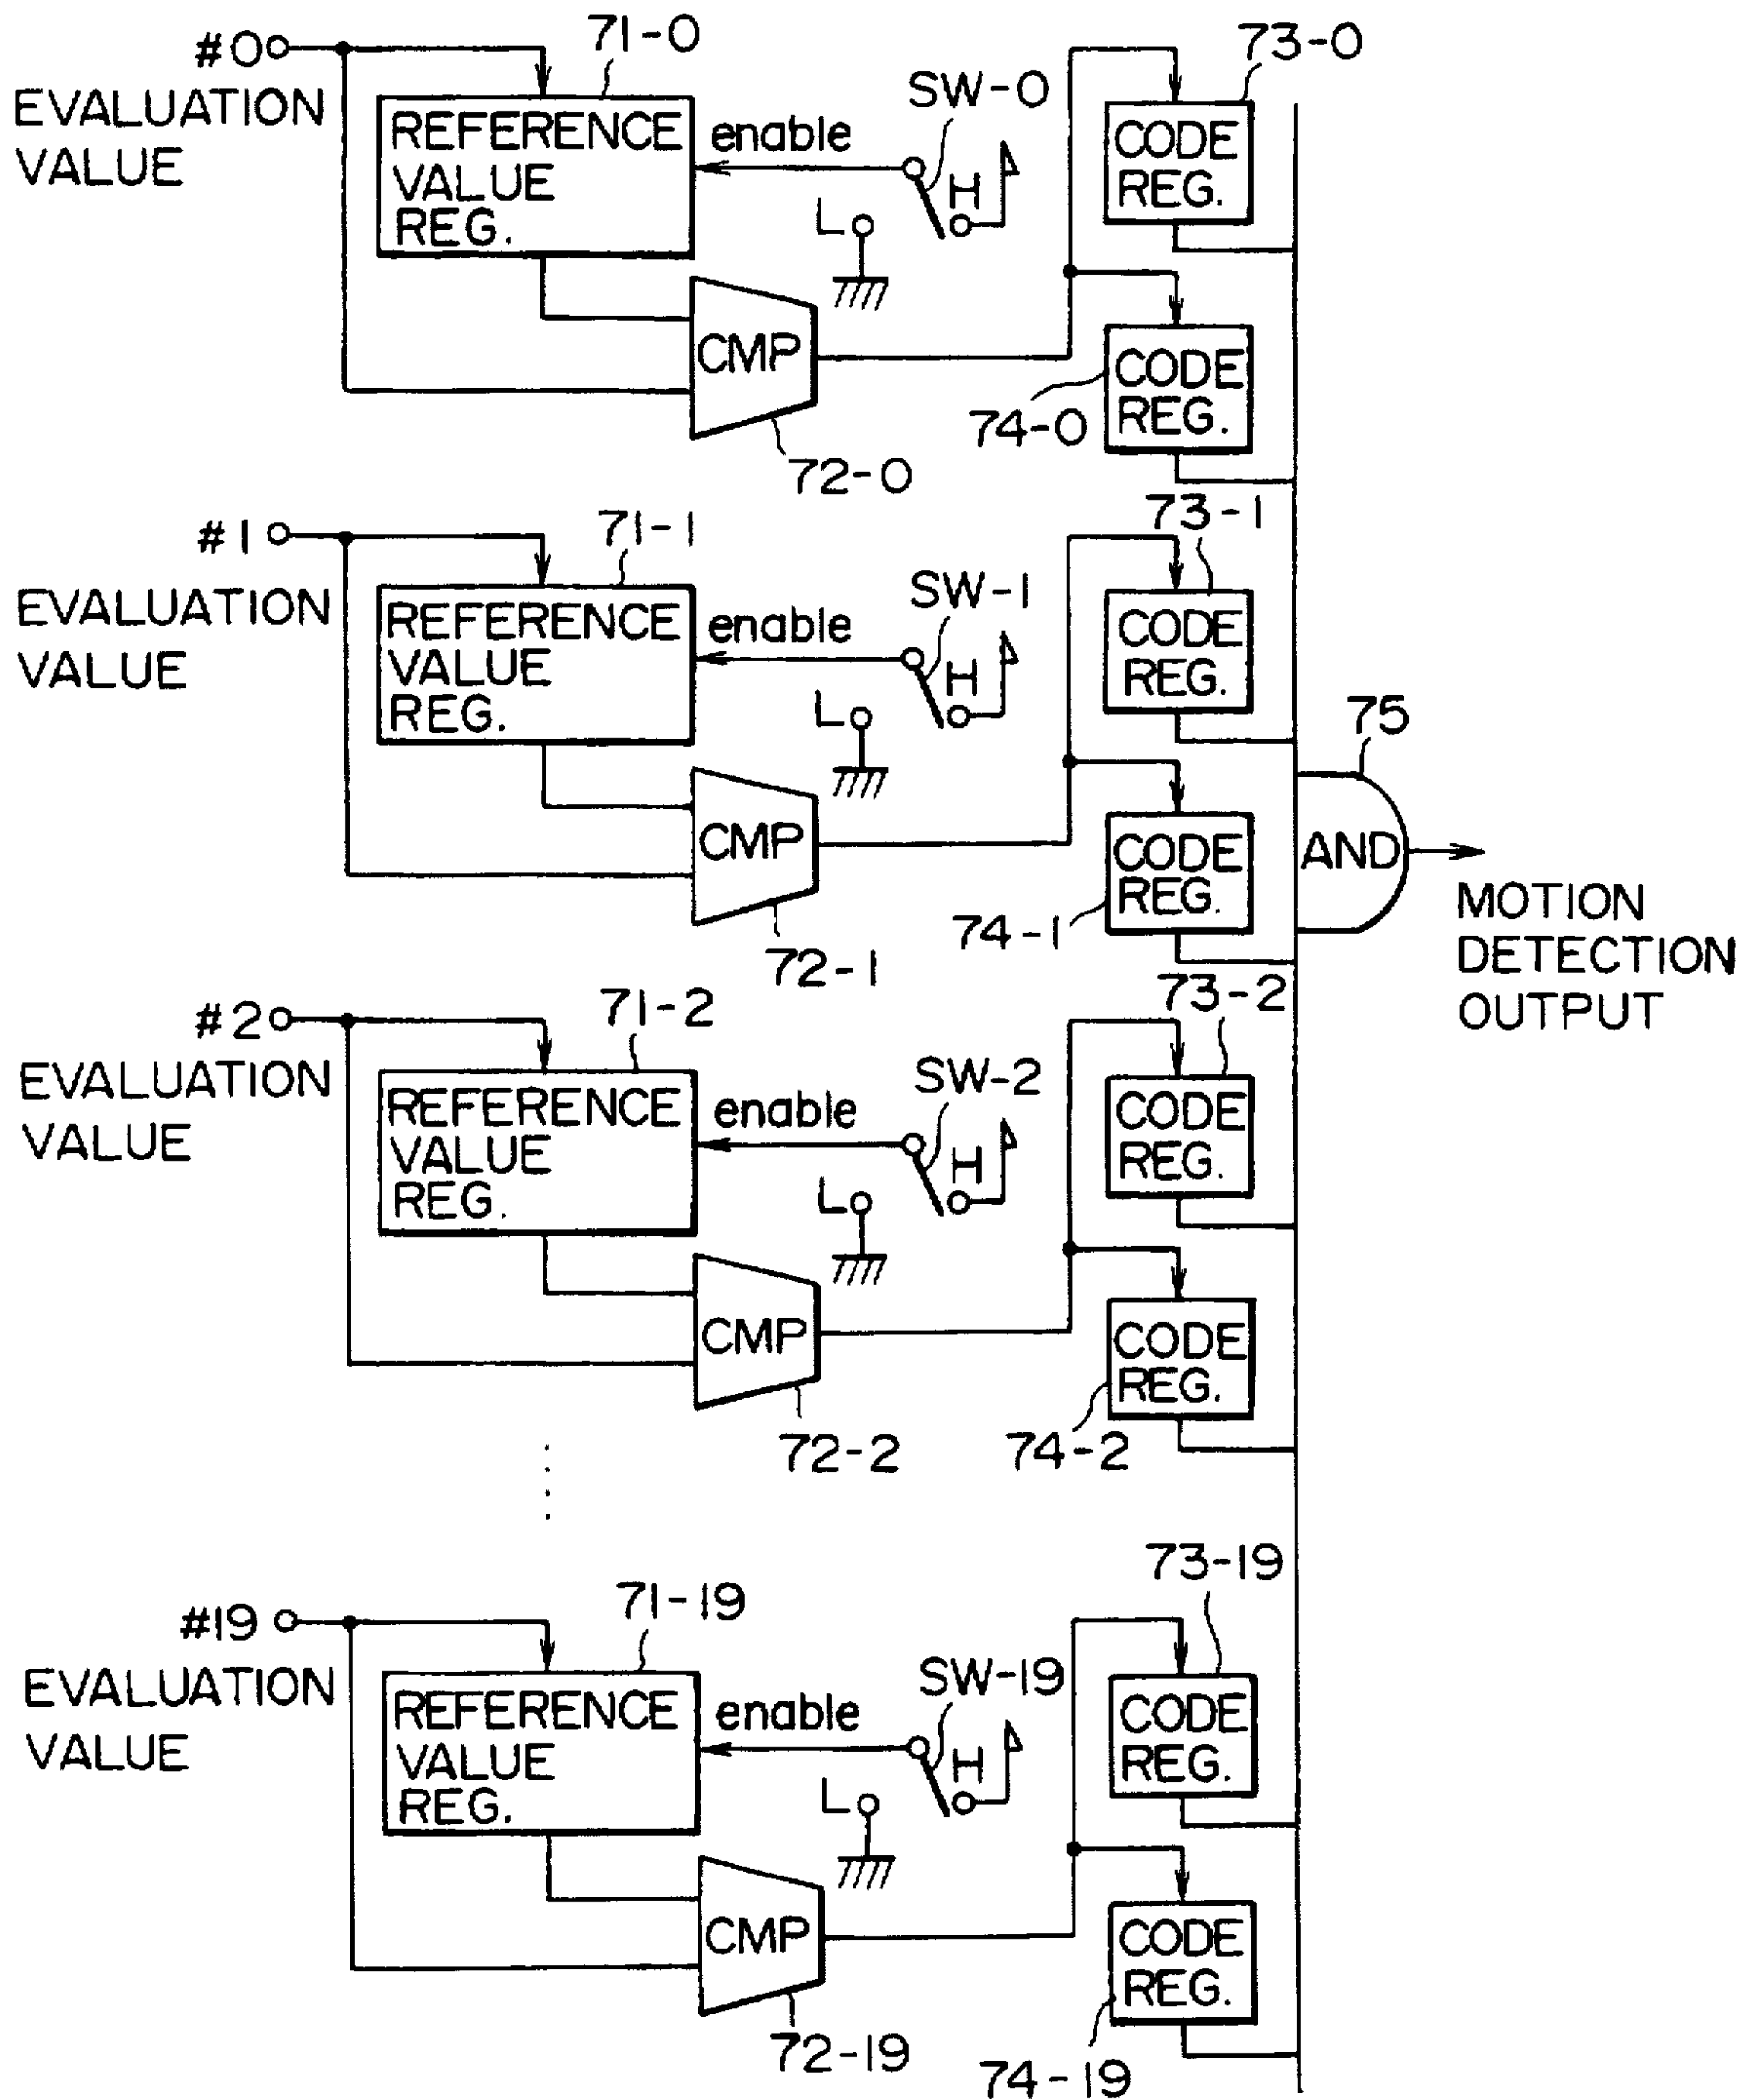 #0
EVALUATION
VALUE
71-0
REFERENCE
VALUE
REG.
enable
SW-0
H
L
CMP
72-0
73-0
CODE
REG.
74-0
CODE
REG.
#1
EVALUATION
VALUE
71-1
REFERENCE
VALUE
REG.
enable
SW-1
H
L
CMP
72-1
73-1
CODE
REG.
74-1
CODE
REG.
75
AND
MOTION
DETECTION
OUTPUT
#2
EVALUATION
VALUE
71-2
REFERENCE
VALUE
REG.
enable
SW-2
H
L
CMP
72-2
73-2
CODE
REG.
74-2
CODE
REG.
#19
EVALUATION
VALUE
71-19
REFERENCE
VALUE
REG.
enable
SW-19
H
L
CMP
72-19
73-19
CODE
REG.
74-19
CODE
REG.